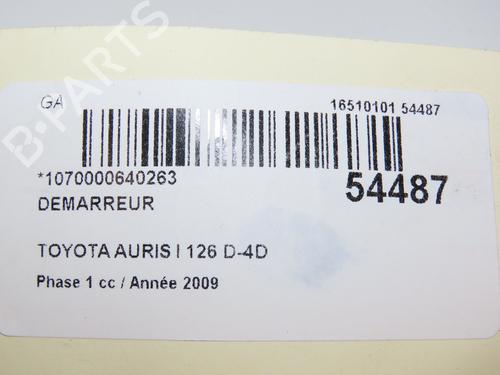 GA
16510101 54487
*1070000640263
54487
DEMARREUR
TOYOTA AURIS I 126 D-4D
Phase 1 cc / Année 2009
B-PARTS